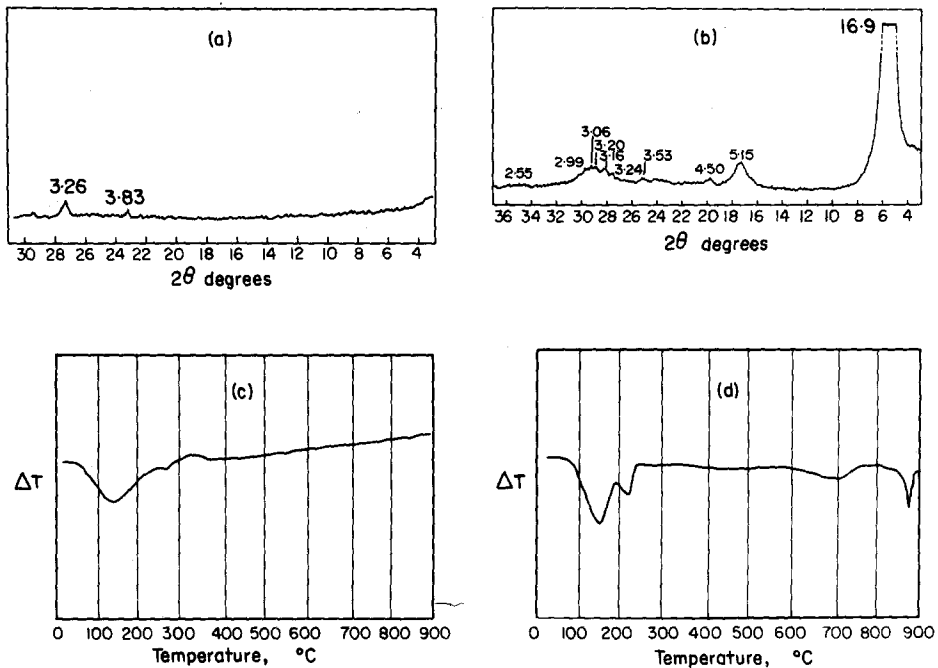 (a)
3.26
3.83
30 28 26 24 22 20 18 16 14 12 10 8 6 4
2θ degrees
(b)
16·9
3·06
3·20
3·16
2·99
3·24
3·53
2·55
4·50
5·15
36 34 32 30 28 26 24 22 20 18 16 14 12 10 8 6 4
2θ degrees
(c)
ΔT
0 100 200 300 400 500 600 700 800 900
Temperature, °C
(d)
ΔT
0 100 200 300 400 500 600 700 800 900
Temperature, °C